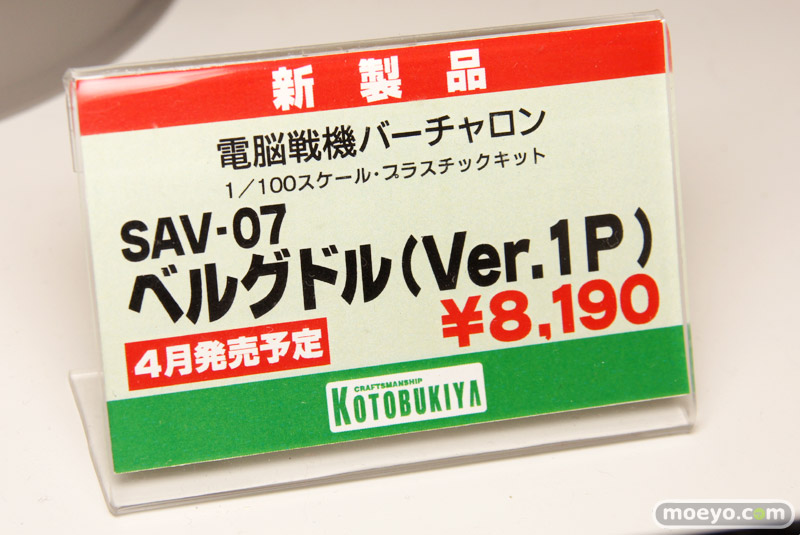 新製品
電脳戦機バーチャロン
1／100スケール・プラスチックキット
SAV-07
ベルグドル(Ver.1P)
¥8,190
4月発売予定
CRAFTSMANSHIP
KOTOBUKIYA
moeyo.com